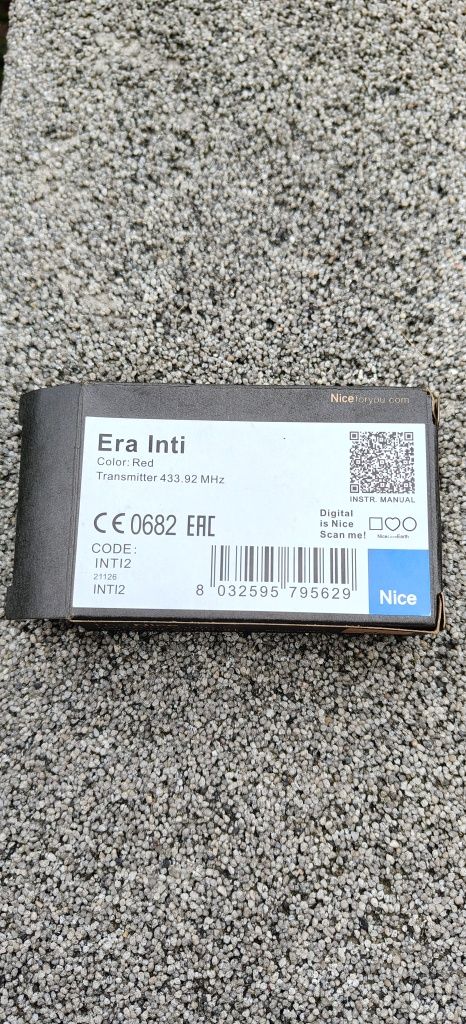 Niceforyou.com
Era Inti
Color: Red
Transmitter 433.92 MHz
INSTR. MANUAL
CE 0682 EAC
Digital
is Nice
Scan me!
NiceLovesEarth
CODE:
INTI2
21126
INTI2
8 032595 795629
Nice